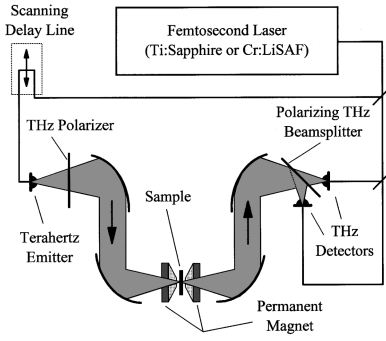 Scanning
Delay Line
Femtosecond Laser
(Ti:Sapphire or Cr:LiSAF)
THz Polarizer
Polarizing THz
Beamsplitter
Sample
Terahertz
Emitter
THz
Detectors
Permanent
Magnet